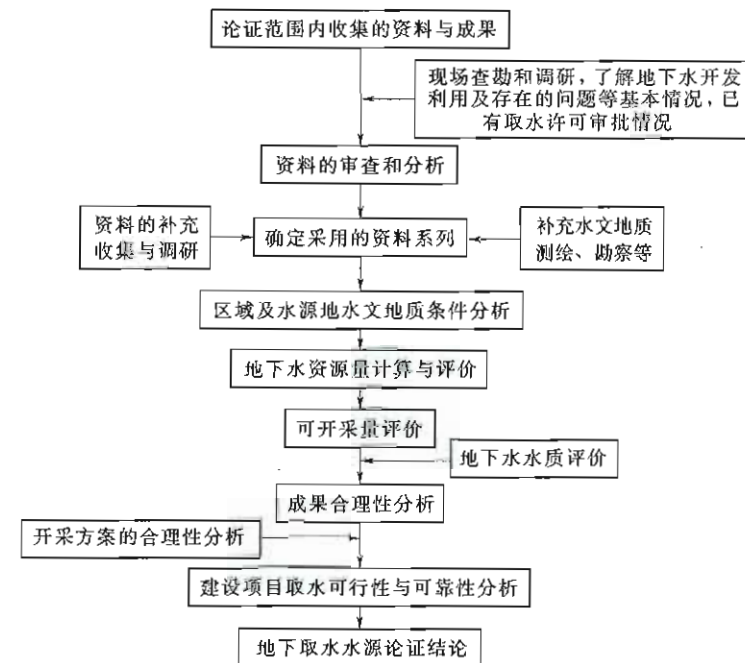 论证范围内收集的资料与成果
现场查勘和调研，了解地下水开发
利用及存在的问题等基本情况，已
有取水许可审批情况
资料的审查和分析
资料的补充
收集与调研
确定采用的资料系列
补充水文地质
测绘、勘察等
区域及水源地水文地质条件分析
地下水资源量计算与评价
可开采量评价
地下水水质评价
成果合理性分析
开采方案的合理性分析
建设项目取水可行性与可靠性分析
地下取水水源论证结论